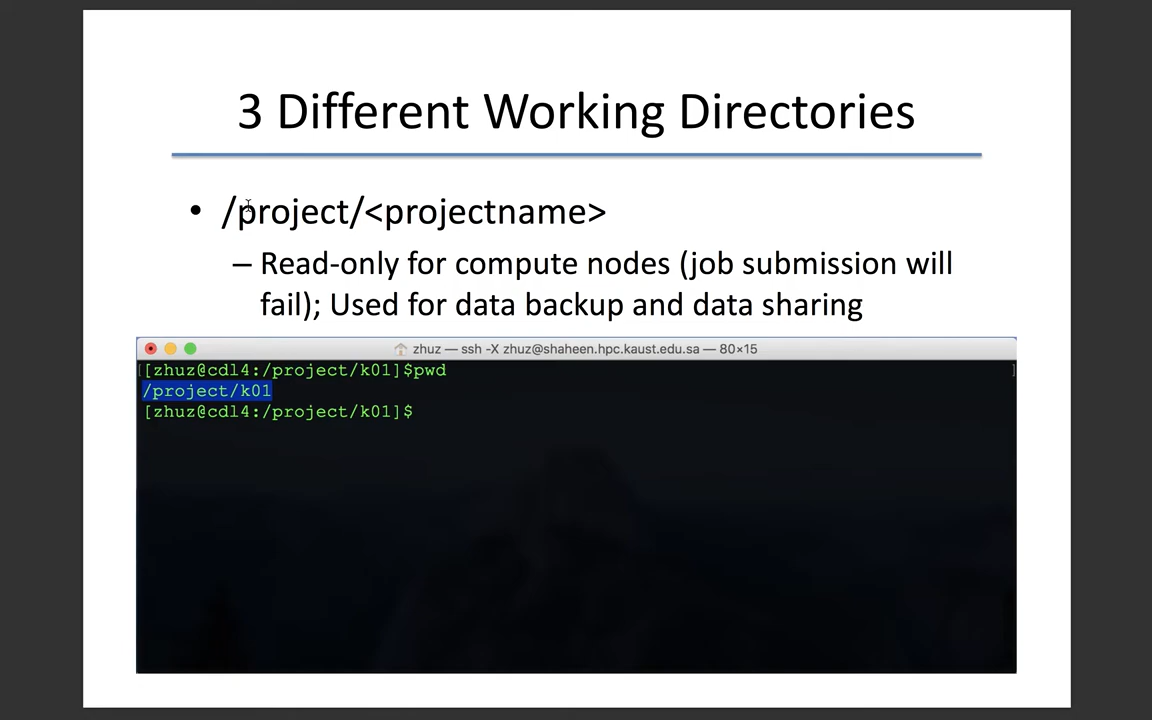 3 Different Working Directories
• /project/<projectname>
– Read-only for compute nodes (job submission will
fail); Used for data backup and data sharing
zhuz — ssh -X zhuz@shaheen.hpc.kaust.edu.sa — 80×15
[[zhuz@cdl4:/project/k01]$pwd ]
/project/k01
[zhuz@cdl4:/project/k01]$